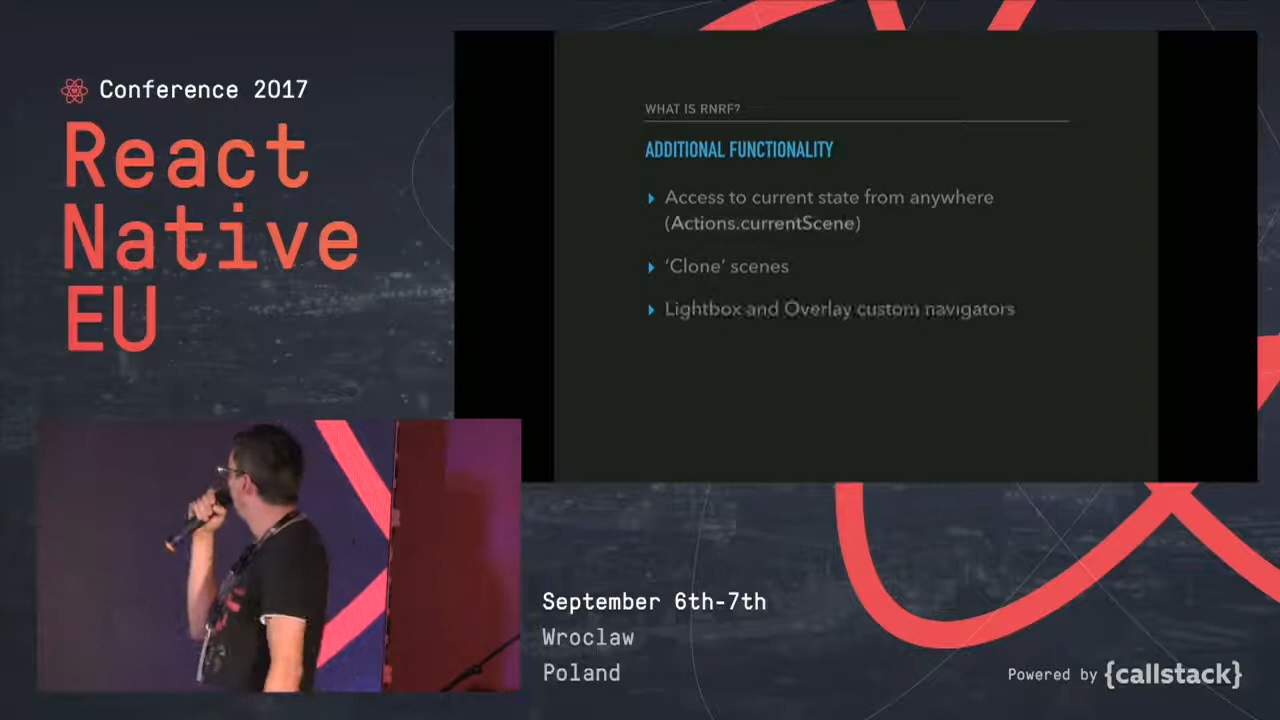 Conference 2017
React
Native
EU
WHAT IS RNRF?
ADDITIONAL FUNCTIONALITY
Access to current state from anywhere
(Actions.currentScene)
‘Clone’ scenes
Lightbox and Overlay custom navigators
September 6th-7th
Wroclaw
Poland
Powered by {callstack}